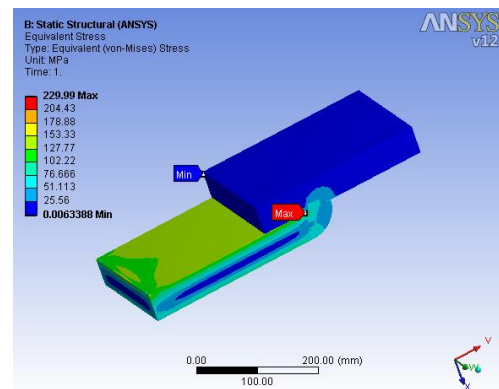 B: Static Structural (ANSYS)
Equivalent Stress
Type: Equivalent (von-Mises) Stress
Unit: MPa
Time: 1.
ANSYS
v12
229.99 Max
204.43
178.88
153.33
127.77
102.22
76.666
51.113
25.56
0.0063388 Min
Min
Max
0.00
200.00 (mm)
100.00
Y
X